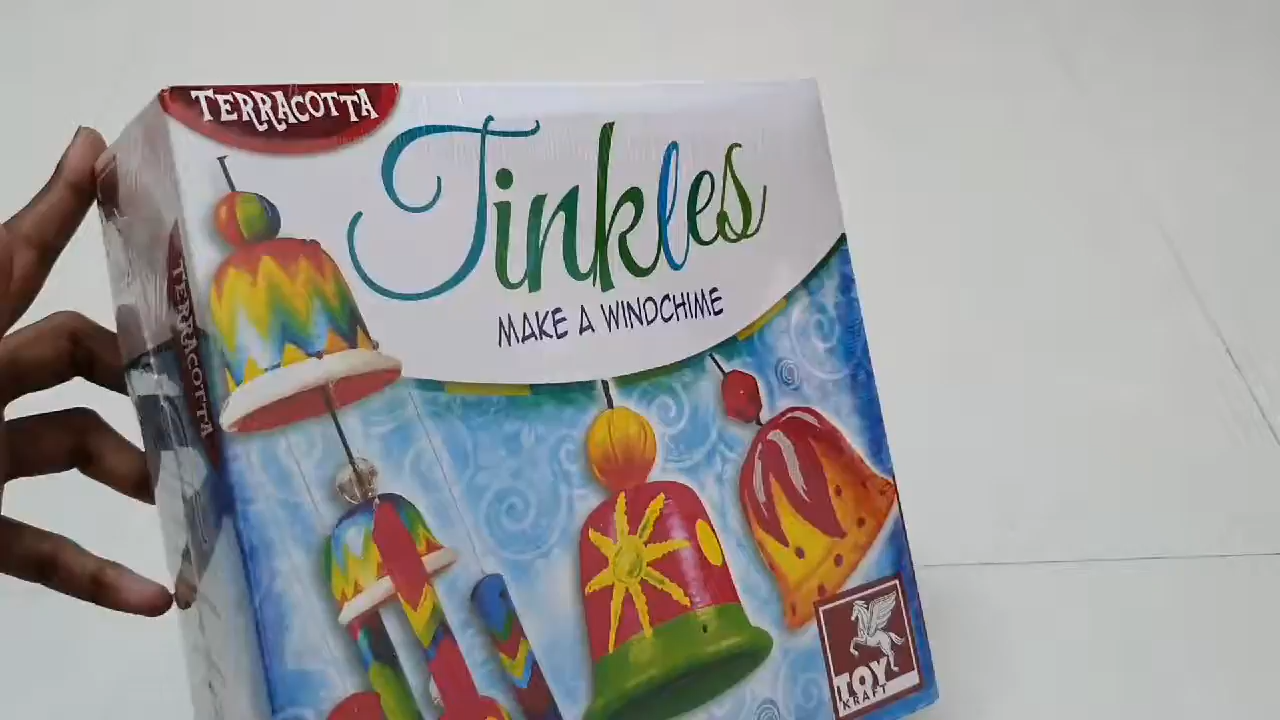 TERRACOTTA
Tinkles
MAKE A WINDCHIME
TERRACOTTA
TOY
KRAFT